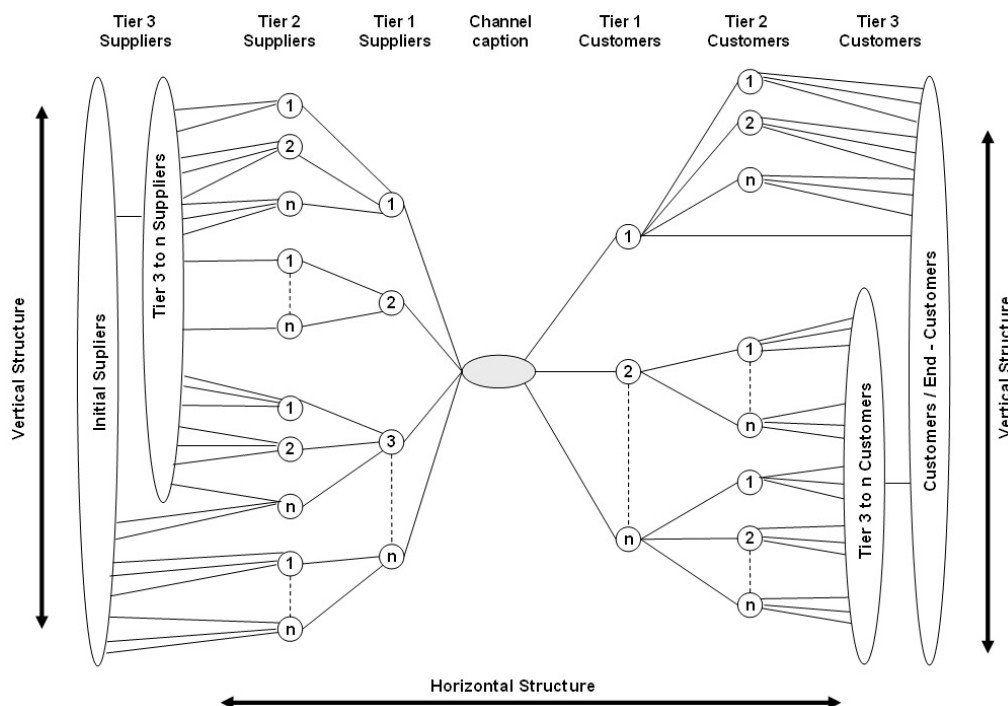 Tier 3
Suppliers
Tier 2
Suppliers
Tier 1
Suppliers
Channel
caption
Tier 1
Customers
Tier 2
Customers
Tier 3
Customers
Vertical Structure
Initial Supliers
Tier 3 to n Suppliers
1
2
n
1
n
1
2
n
1
n
1
2
3
n
1
2
n
1
2
n
1
n
1
2
n
Tier 3 to n Customers
Customers / End - Customers
Vertical Structure
Horizontal Structure